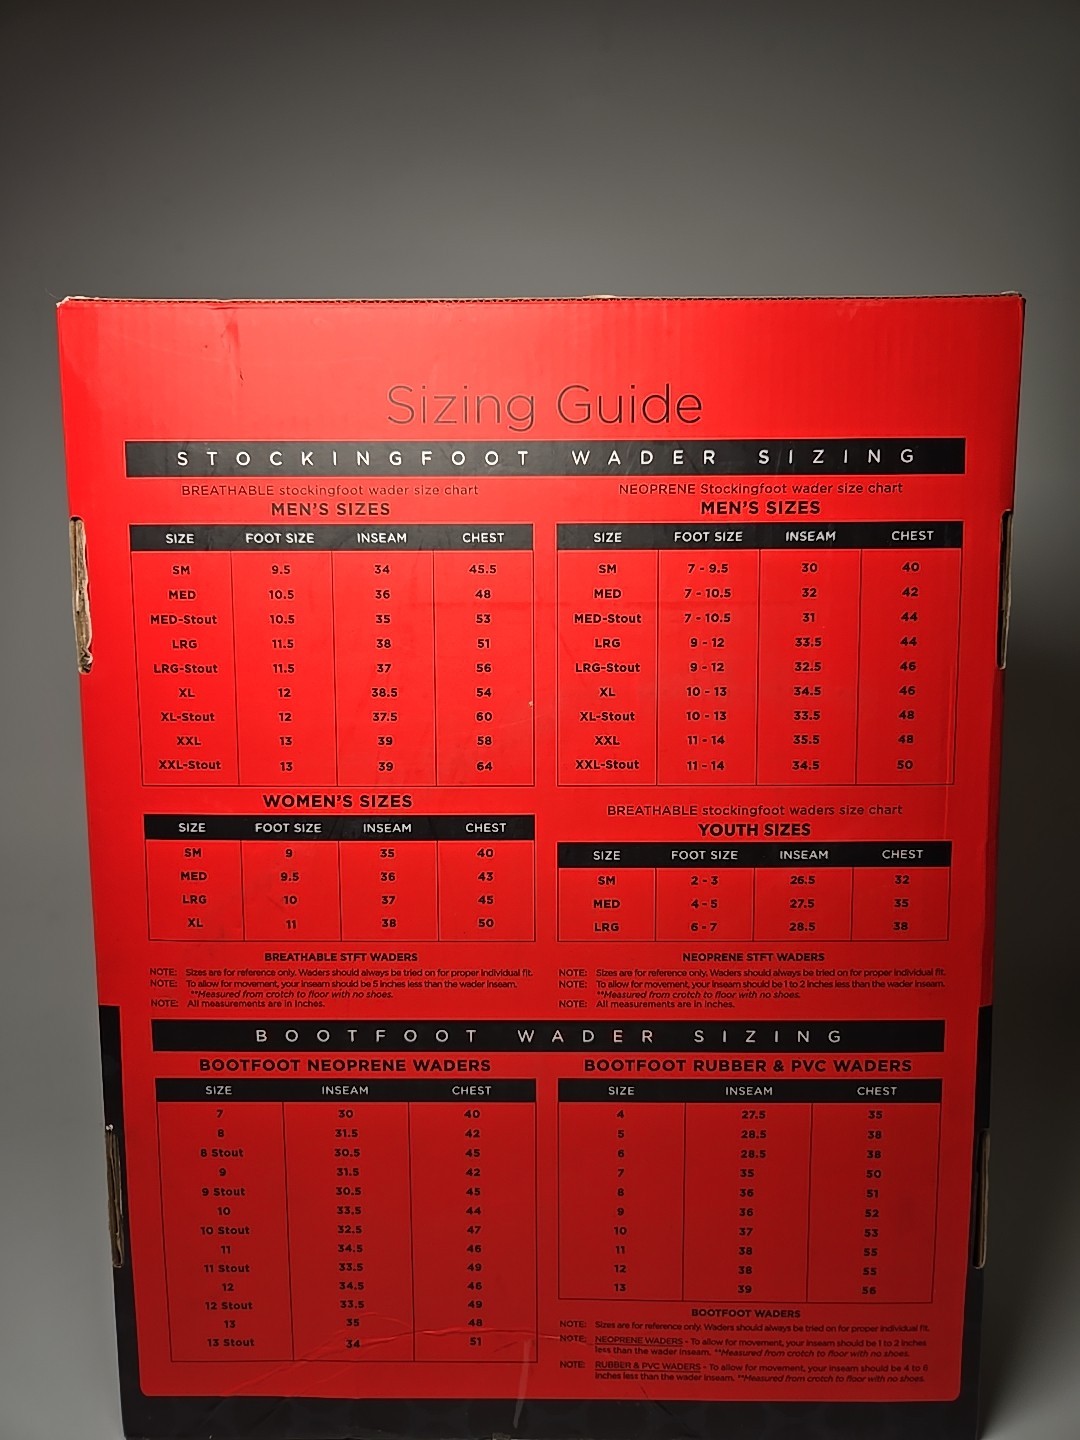 Sizing Guide
STOCKINGFOOT WADER SIZING
BREATHABLE stockingfoot wader size chart
MEN'S SIZES
SIZE FOOT SIZE INSEAM CHEST
SM 9.5 34 45.5
MED 10.5 36 48
MED-Stout 10.5 35 53
LRG 11.5 38 51
LRG-Stout 11.5 37 56
XL 12 38.5 54
XL-Stout 12 37.5 60
XXL 13 39 58
XXL-Stout 13 39 64
NEOPRENE Stockingfoot wader size chart
MEN'S SIZES
SIZE FOOT SIZE INSEAM CHEST
SM 7 - 9.5 30 40
MED 7 - 10.5 32 42
MED-Stout 7 - 10.5 31 44
LRG 9 - 12 33.5 44
LRG-Stout 9 - 12 32.5 46
XL 10 - 13 34.5 46
XL-Stout 10 - 13 33.5 48
XXL 11 - 14 35.5 48
XXL-Stout 11 - 14 34.5 50
WOMEN'S SIZES
SIZE FOOT SIZE INSEAM CHEST
SM 9 35 40
MED 9.5 36 43
LRG 10 37 45
XL 11 38 50
BREATHABLE stockingfoot waders size chart
YOUTH SIZES
SIZE FOOT SIZE INSEAM CHEST
SM 2 - 3 26.5 32
MED 4 - 5 27.5 35
LRG 6 - 7 28.5 38
BREATHABLE STFT WADERS
NOTE: Sizes are for reference only. Waders should always be tried on for proper individual fit.
NOTE: To allow for movement, your inseam should be 5 inches less than the wader inseam.
**Measured from crotch to floor with no shoes.
NOTE: All measurements are in inches.
NEOPRENE STFT WADERS
NOTE: Sizes are for reference only. Waders should always be tried on for proper individual fit.
NOTE: To allow for movement, your inseam should be 1 to 2 inches less than the wader inseam.
**Measured from crotch to floor with no shoes.
NOTE: All measurements are in inches.
BOOTFOOT WADER SIZING
BOOTFOOT NEOPRENE WADERS
SIZE INSEAM CHEST
7 30 40
8 31.5 42
8 Stout 30.5 45
9 31.5 42
9 Stout 30.5 45
10 33.5 44
10 Stout 32.5 47
11 34.5 46
11 Stout 33.5 49
12 34.5 46
12 Stout 33.5 49
13 35 48
13 Stout 34 51
BOOTFOOT RUBBER & PVC WADERS
SIZE INSEAM CHEST
4 27.5 35
5 28.5 38
6 28.5 38
7 35 50
8 36 51
9 36 52
10 37 53
11 38 55
12 38 55
13 39 56
BOOTFOOT WADERS
NOTE: Sizes are for reference only. Waders should always be tried on for proper individual fit.
NOTE: NEOPRENE WADERS - To allow for movement, your inseam should be 1 to 2 inches
less than the wader inseam. **Measured from crotch to floor with no shoes.
NOTE: RUBBER & PVC WADERS - To allow for movement, your inseam should be 4 to 6
inches less than the wader inseam. **Measured from crotch to floor with no shoes.